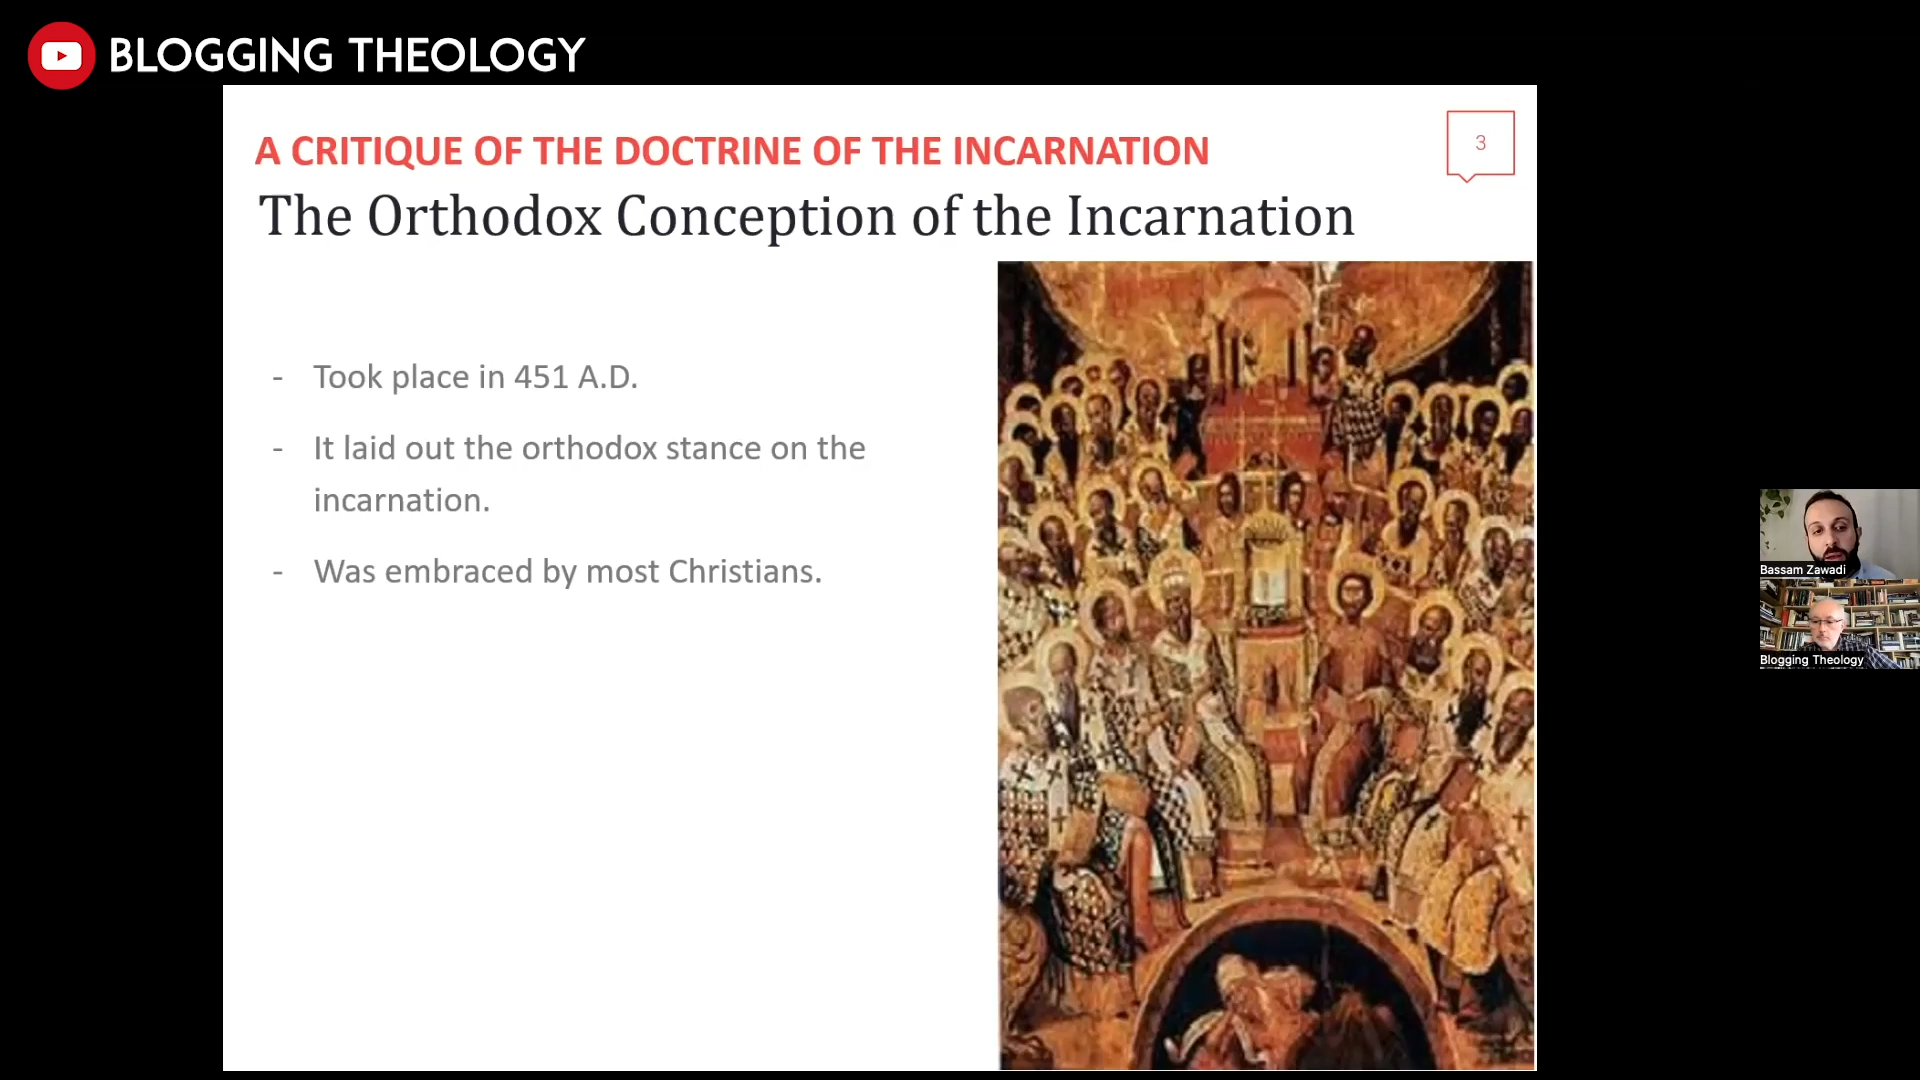 BLOGGING THEOLOGY
A CRITIQUE OF THE DOCTRINE OF THE INCARNATION
3
The Orthodox Conception of the Incarnation
- Took place in 451 A.D.
- It laid out the orthodox stance on the
incarnation.
- Was embraced by most Christians.
Bassam Zawadi
Blogging Theology